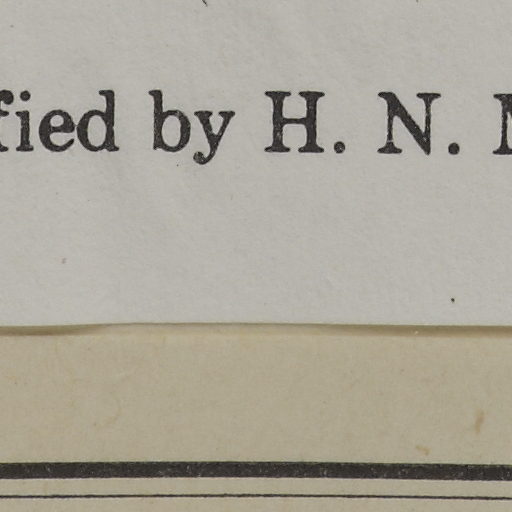 fied by H. N.